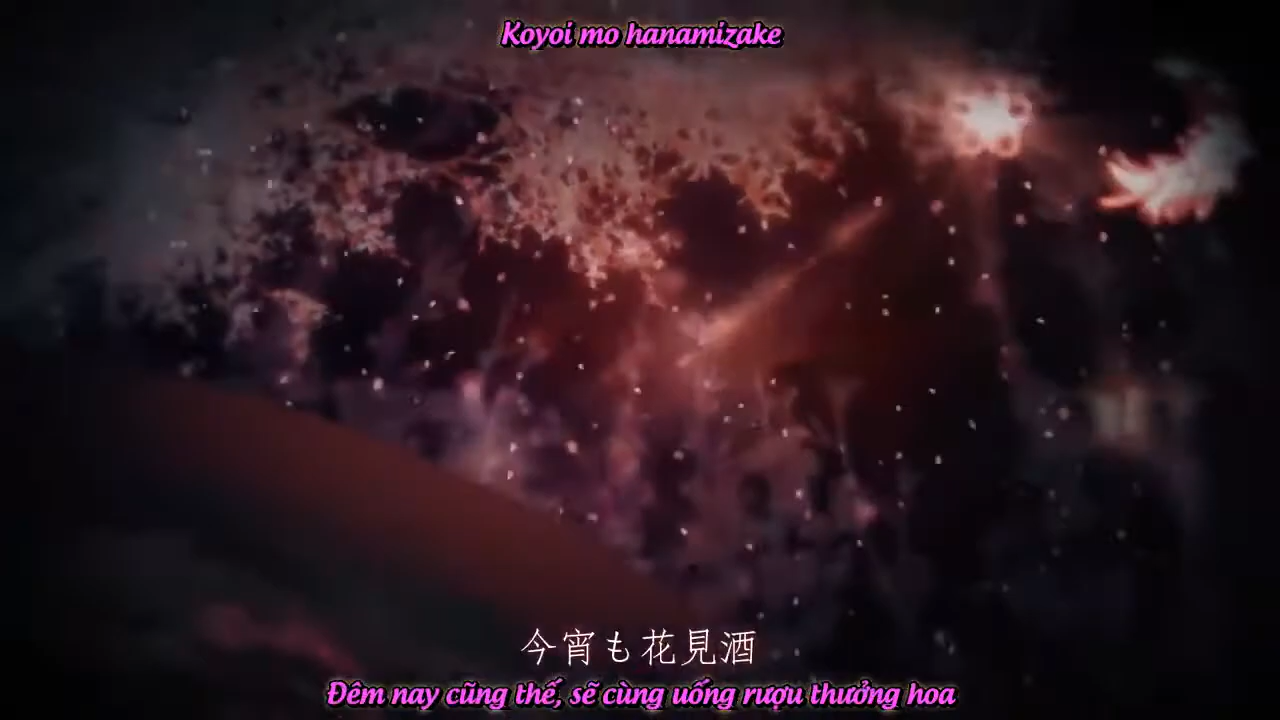 Koyoi mo hanamizake
今宵も花見酒
Đêm nay cũng thế, sẽ cùng uống rượu thưởng hoa